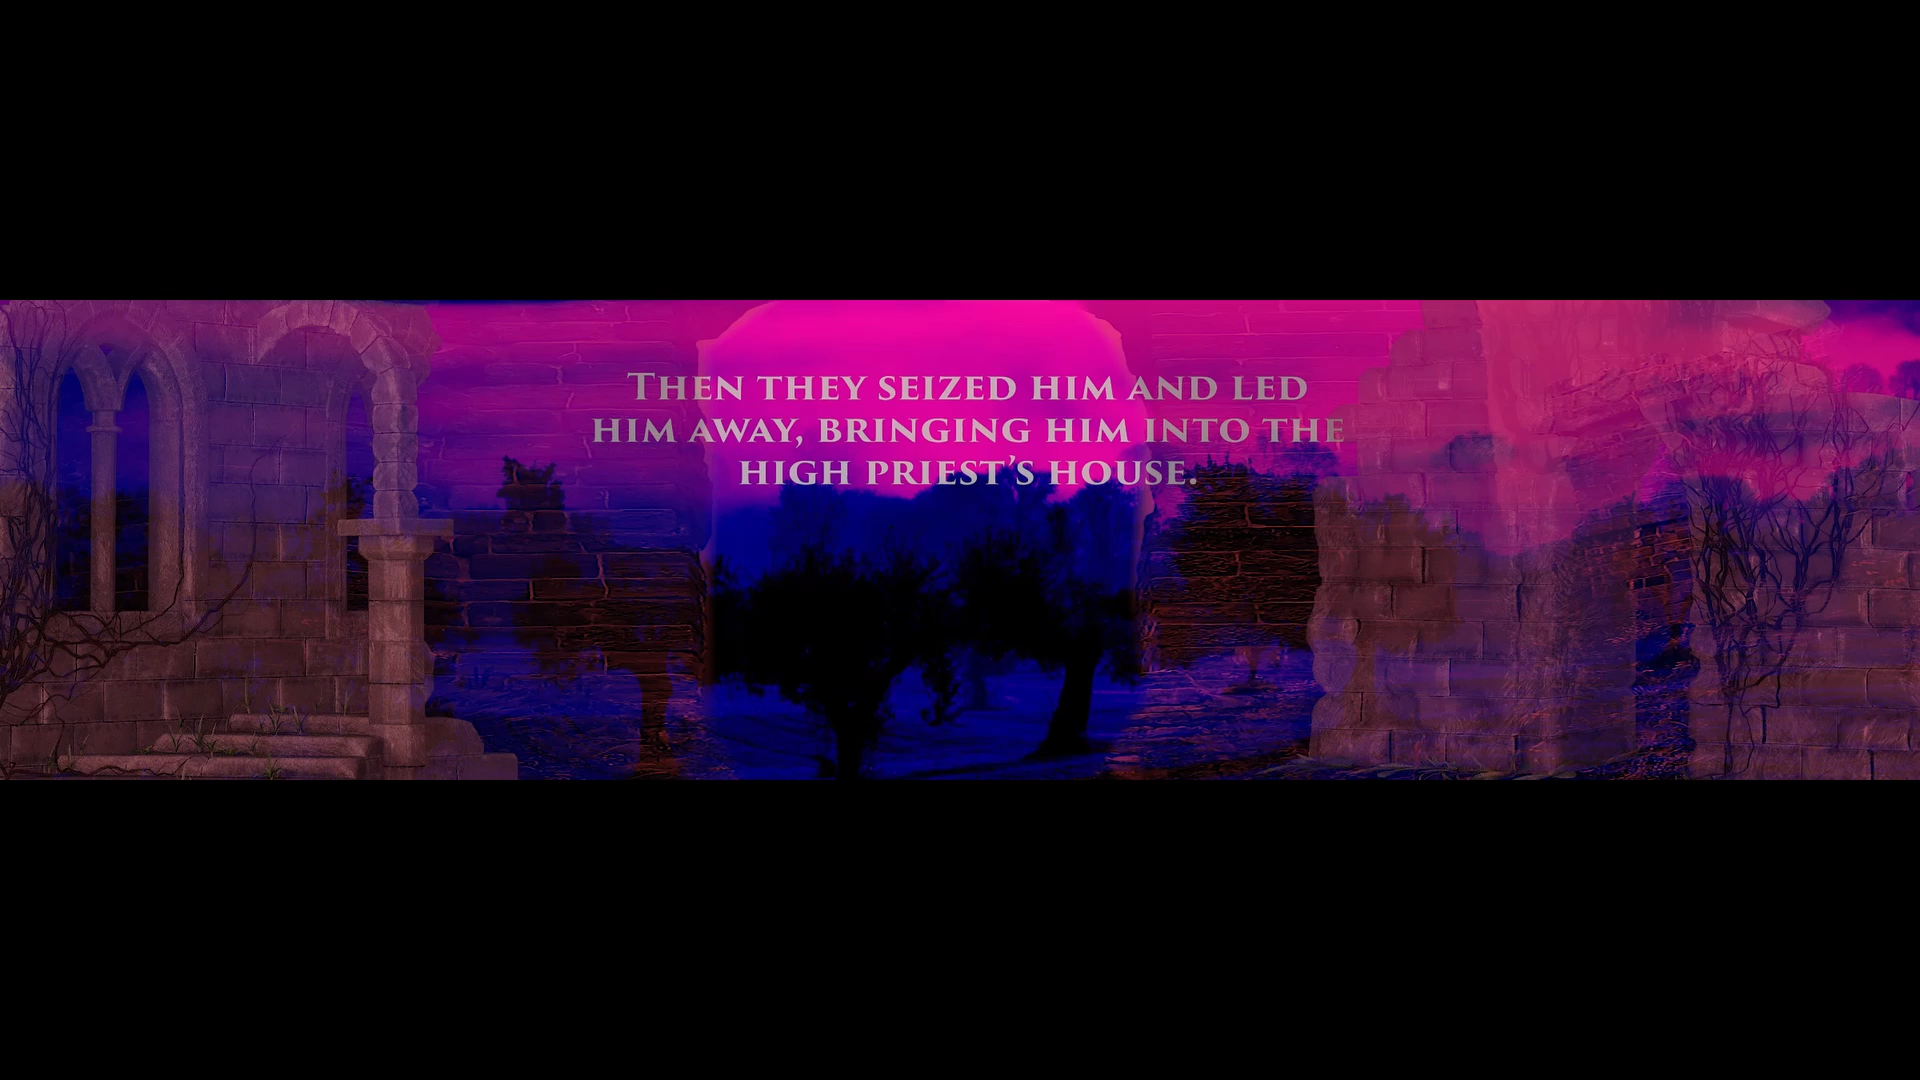 Then they seized him and led
him away, bringing him into the
high priest’s house.